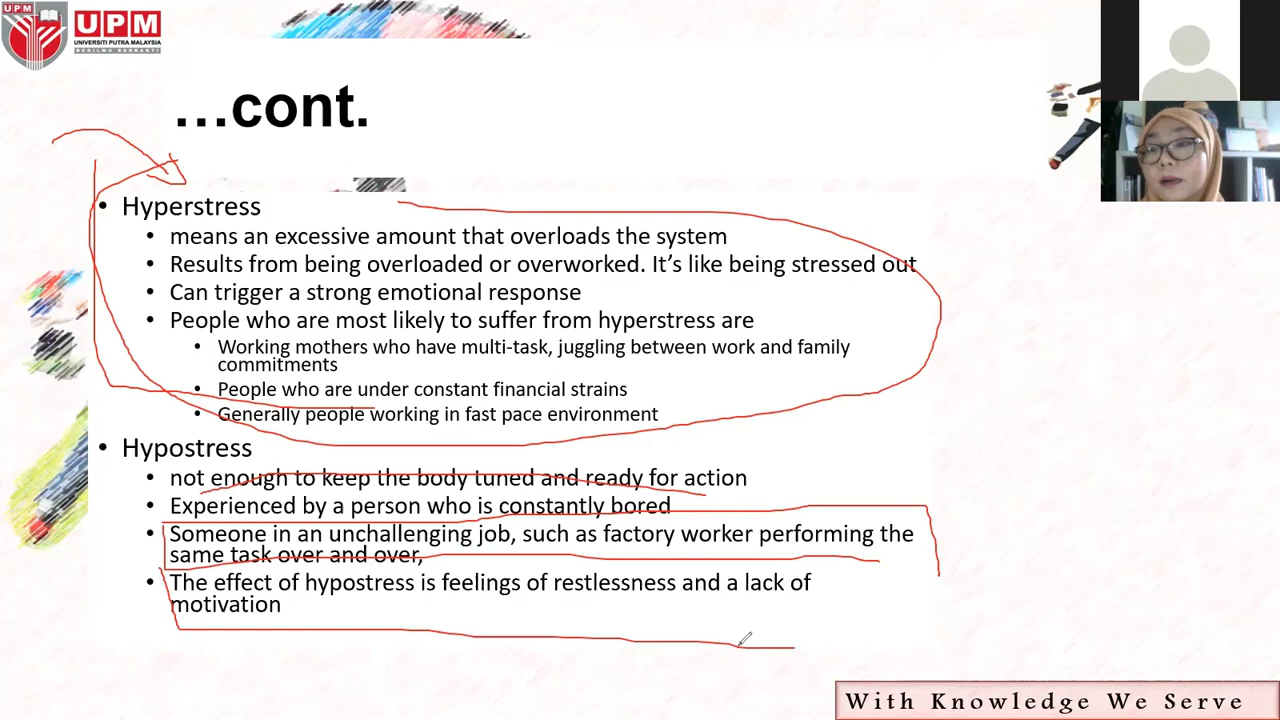 UPM
UPM
UNIVERSITI PUTRA MALAYSIA
BERILMU BERBAKTI
...cont.
• Hyperstress
• means an excessive amount that overloads the system
• Results from being overloaded or overworked. It’s like being stressed out
• Can trigger a strong emotional response
• People who are most likely to suffer from hyperstress are
• Working mothers who have multi-task, juggling between work and family
commitments
• People who are under constant financial strains
• Generally people working in fast pace environment
• Hypostress
• not enough to keep the body tuned and ready for action
• Experienced by a person who is constantly bored
• Someone in an unchallenging job, such as factory worker performing the
same task over and over,
• The effect of hypostress is feelings of restlessness and a lack of
motivation
With Knowledge We Serve